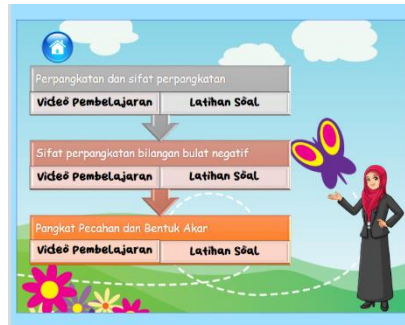 Perpangkatan dan sifat perpangkatan
Video Pembelajaran Latihan Soal
Sifat perpangkatan bilangan bulat negatif
Video Pembelajaran Latihan Soal
Pangkat Pecahan dan Bentuk Akar
Video Pembelajaran Latihan Soal